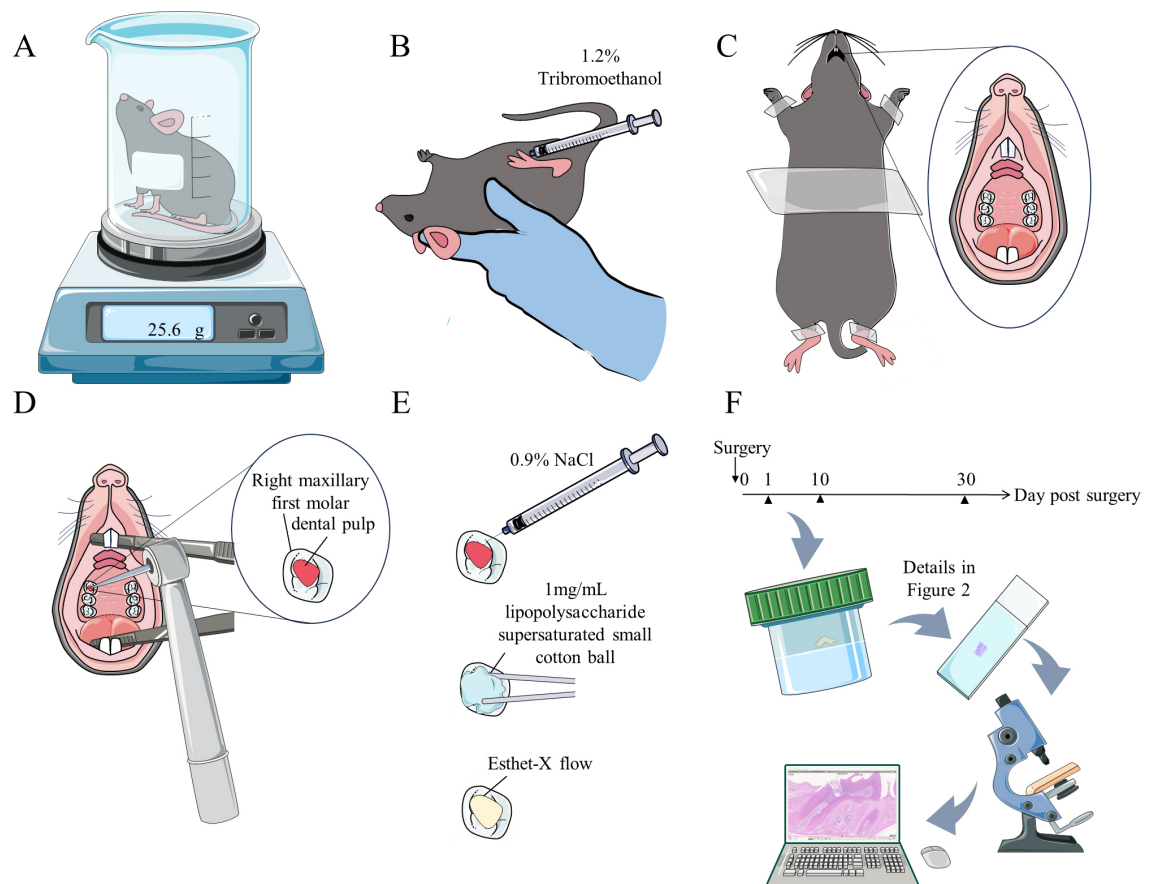 A
B
1.2%
Tribromoethanol
C
25.6 g
D
Right maxillary
first molar
dental pulp
E
0.9% NaCl
1mg/mL
lipopolysaccharide
supersaturated small
cotton ball
Esthet-X flow
F
Surgery
0 1 10 30
Day post surgery
Details in
Figure 2